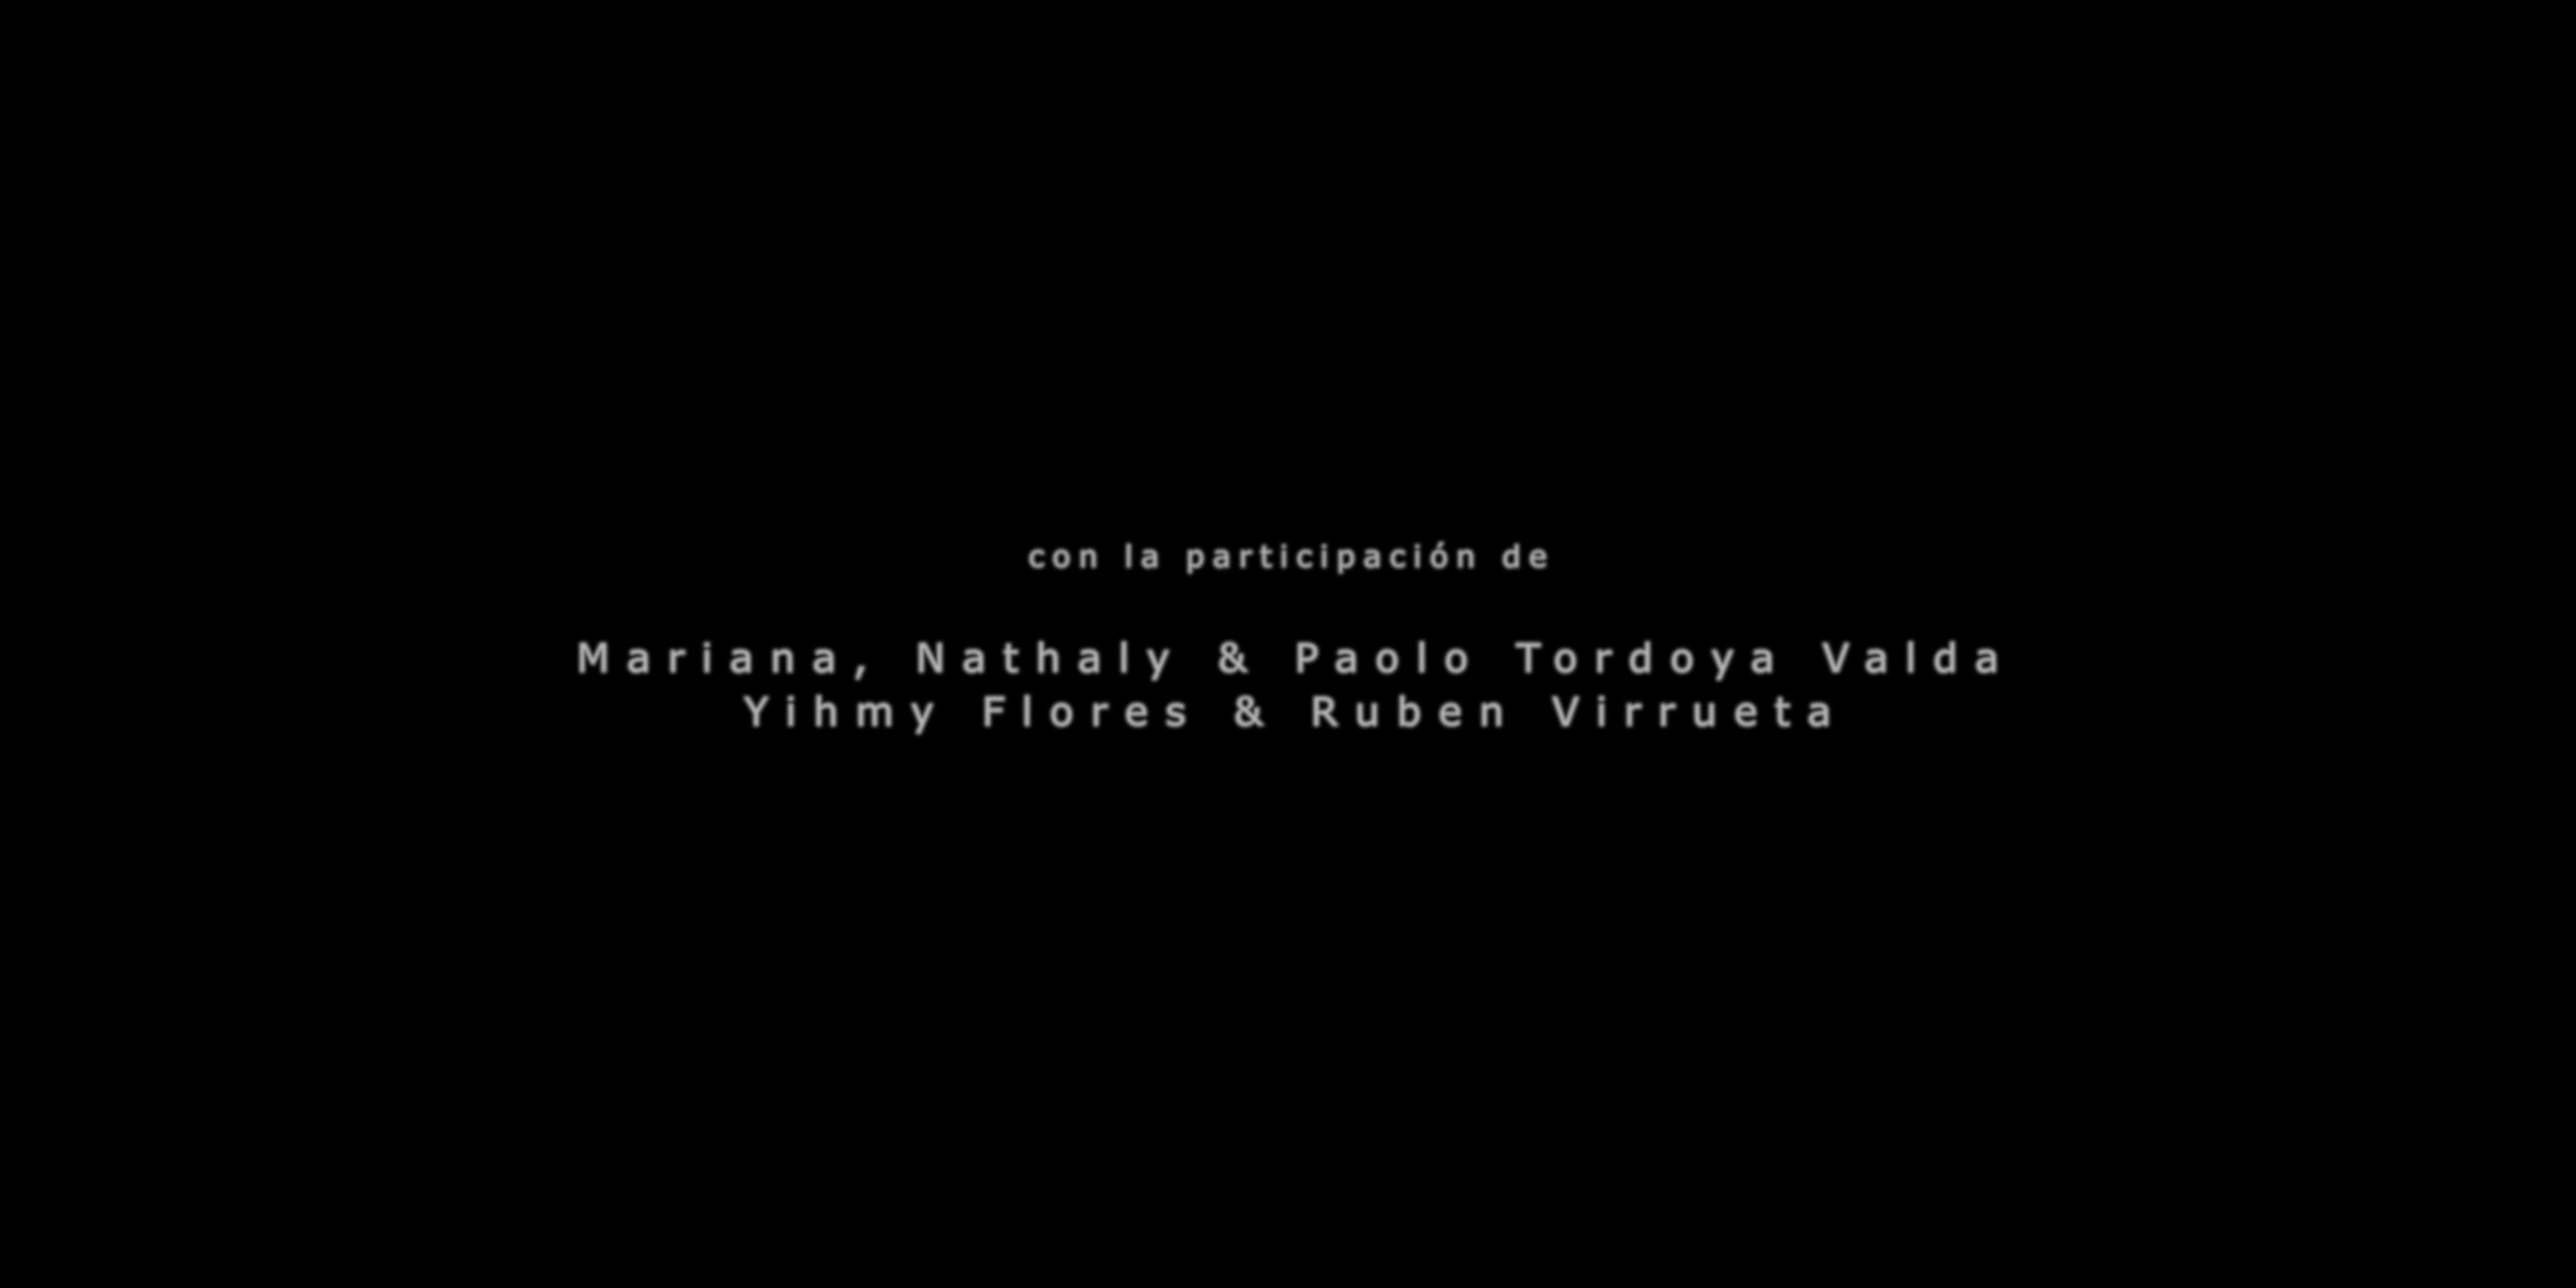 con la participación de
Mariana, Nathaly & Paolo Tordoya Valda
Yihmy Flores & Ruben Virrueta